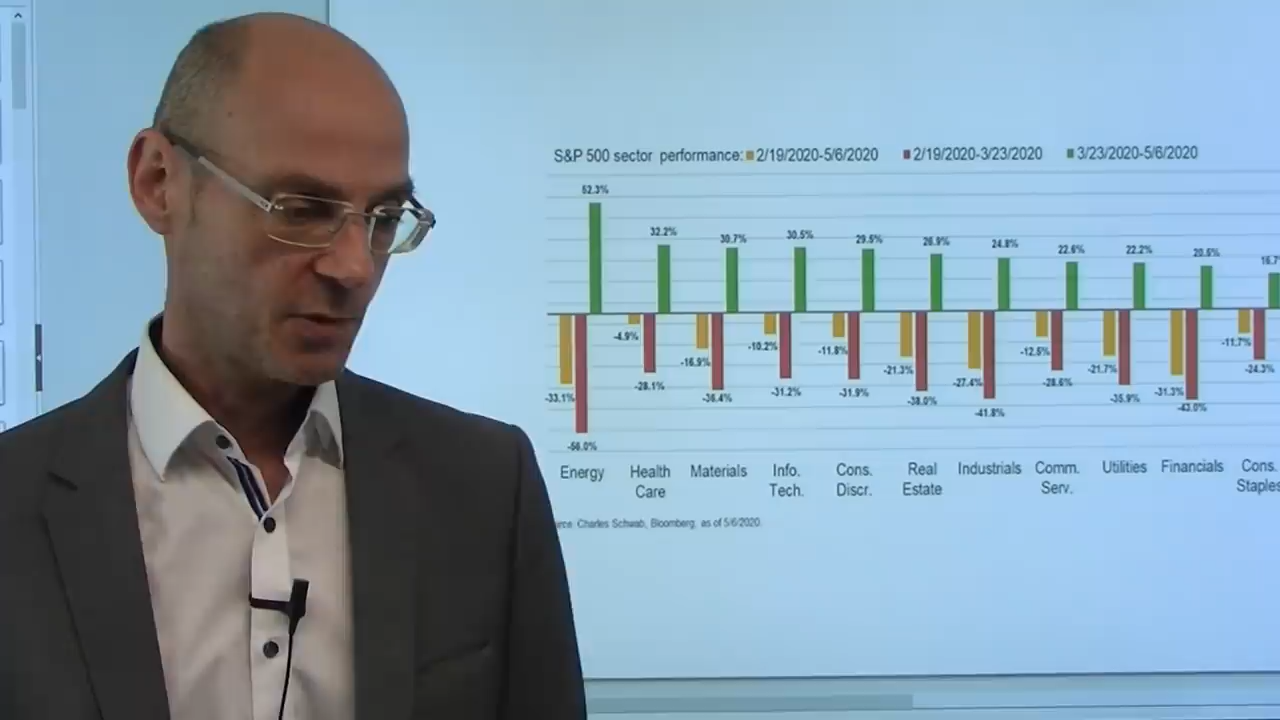 S&P 500 sector performance: 2/19/2020-5/6/2020 2/19/2020-3/23/2020 3/23/2020-5/6/2020
52.3%
32.2%
30.7%
30.5%
29.5%
26.9%
24.8%
22.6%
22.2%
20.5%
16.7%
-33.1%
-56.0%
-4.9%
-28.1%
-16.9%
-36.4%
-10.2%
-31.2%
-11.8%
-31.9%
-21.3%
-38.0%
-27.4%
-41.8%
-12.5%
-28.6%
-21.7%
-35.9%
-31.3%
-43.0%
-11.7%
-24.3%
Energy
Health
Care
Materials
Info.
Tech.
Cons.
Discr.
Real
Estate
Industrials
Comm.
Serv.
Utilities
Financials
Cons.
Staples
Charles Schwab, Bloomberg. as of 5/6/2020.